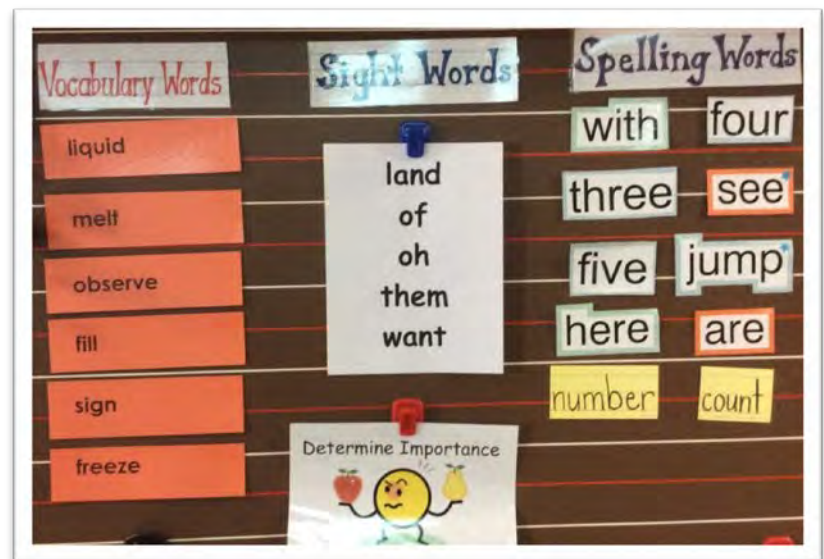 Vocabulary Words
liquid
melt
observe
fill
sign
freeze
Sight Words
land
of
oh
them
want
Determine Importance
Spelling Words
with four
three see
five jump
here are
number count